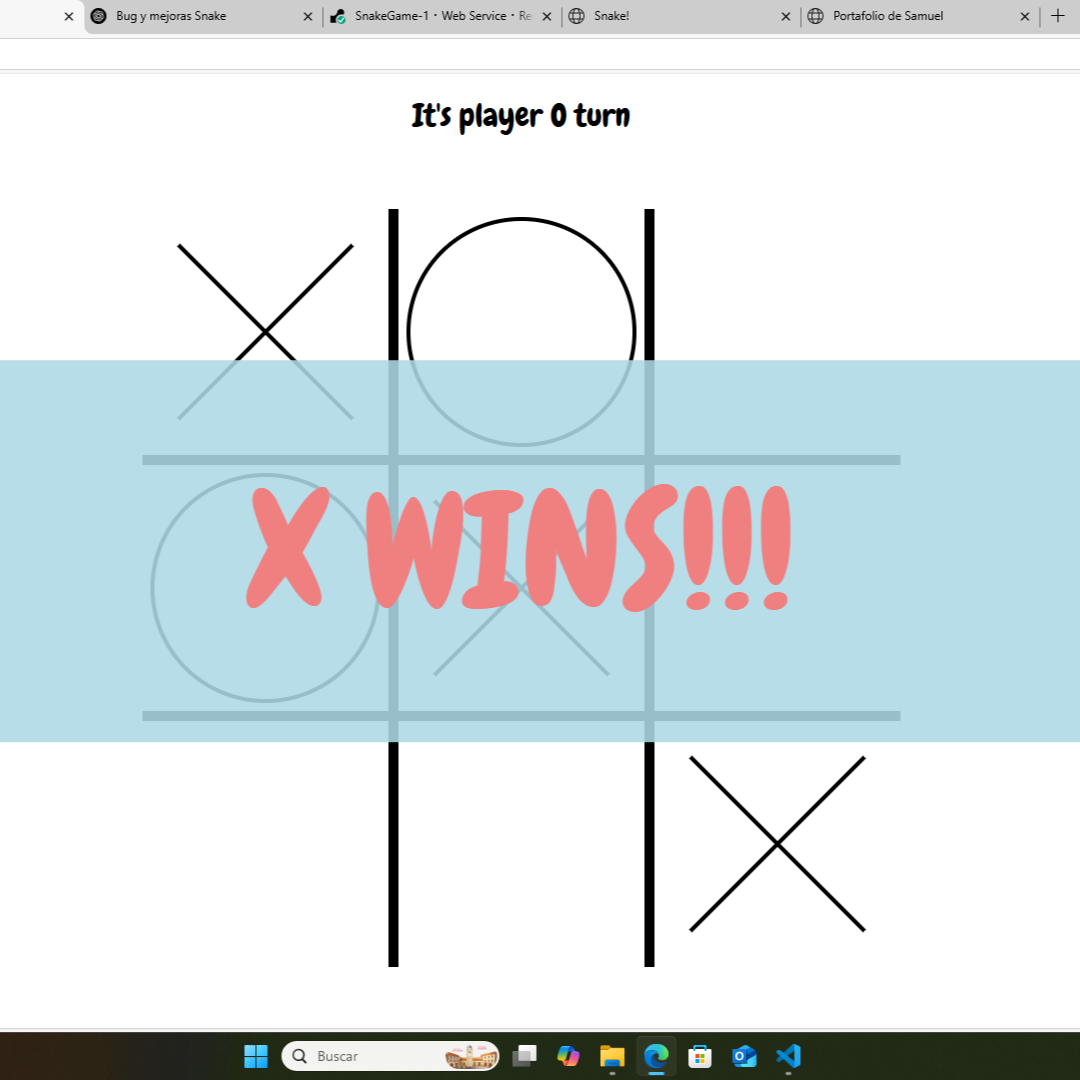 Bug y mejoras Snake
SnakeGame-1 · Web Service · Re
Snake!
Portafolio de Samuel
It's player O turn
X WINS!!!
Buscar